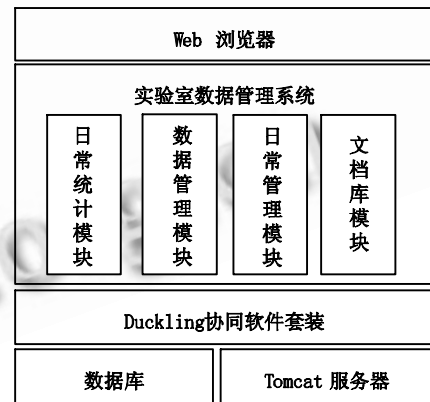 Web 浏览器
实验室数据管理系统
日常统计模块
数据管理模块
日常管理模块
文档库模块
Duckling协同软件套装
数据库
Tomcat 服务器